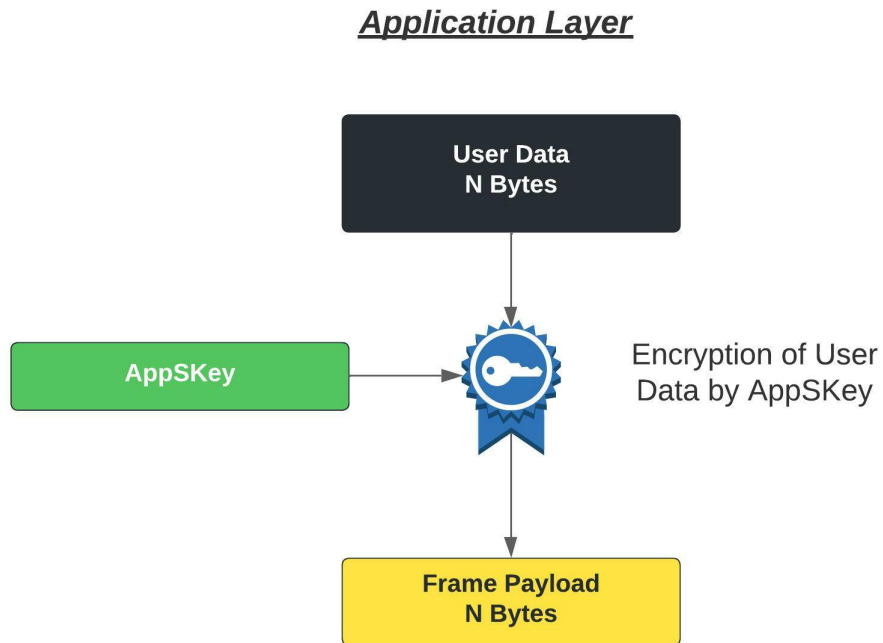 Application Layer
User Data
N Bytes
AppSKey
Encryption of User
Data by AppSKey
Frame Payload
N Bytes